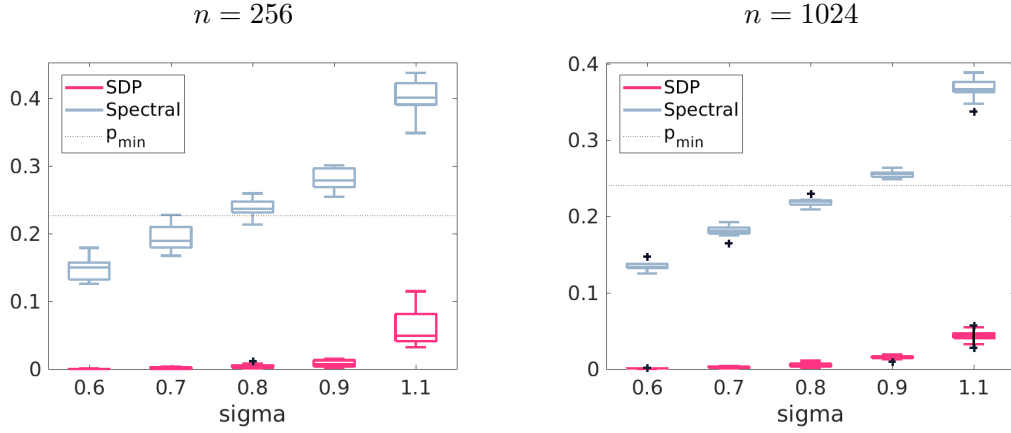 n = 256
SDP
Spectral
p_min
0.4
0.3
0.2
0.1
0
0.6 0.7 0.8 0.9 1.1
sigma
n = 1024
SDP
Spectral
p_min
0.4
0.3
0.2
0.1
0
0.6 0.7 0.8 0.9 1.1
sigma